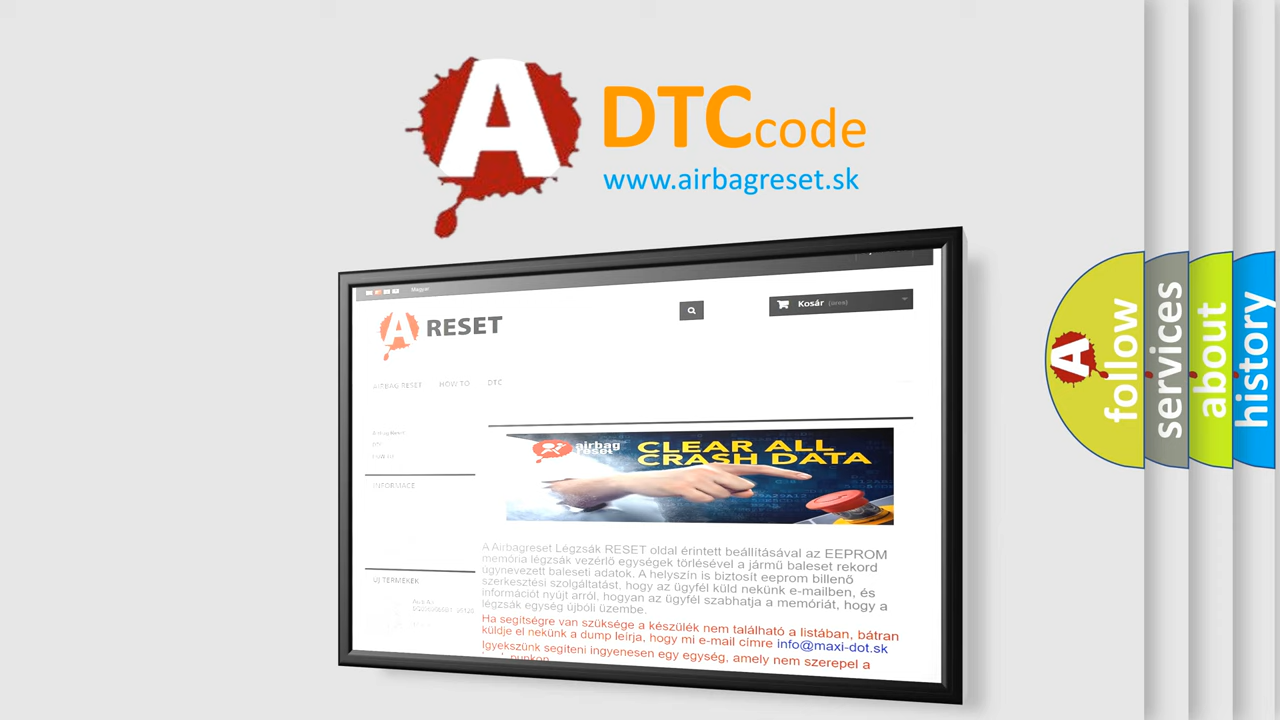 A DTCcode
www.airbagreset.sk
Magyar
Kosár (üres)
A RESET
AIRBAG RESET HOW TO DTC
airbag reset
CLEAR ALL
CRASH DATA
INFORMACE
A Airbagreset Légzsák RESET oldal érintett beállításával az EEPROM
memória légzsák vezérlő egységek törlésével a jármű baleset rekord
úgynevezett baleseti adatok. A helyszín is biztosít eeprom billenő
szerkesztési szolgáltatást, hogy az ügyfél küld nekünk e-mailben, és
információt nyújt arról, hogyan az ügyfél szabhatja a memóriát, hogy a
légzsák egység újbóli üzembe.
ÚJ TERMÉKEK
Ha segítségre van szüksége a készülék nem található a listában, bátran
küldje el nekünk a dump leírja, hogy mi e-mail címre info@maxi-dot.sk
Igyekszünk segíteni ingyenesen egy egység, amely nem szerepel a
A follow
services
about
history